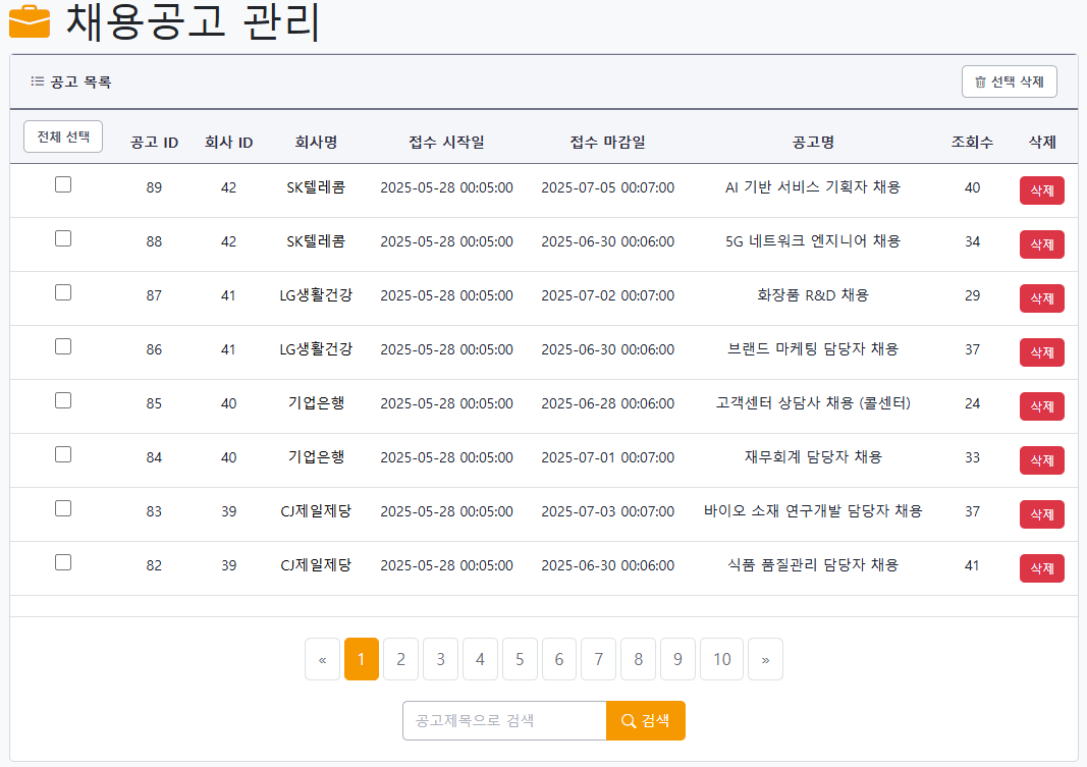 채용공고 관리
공고 목록 선택 삭제
전체 선택 공고 ID 회사 ID 회사명 접수 시작일 접수 마감일 공고명 조회수 삭제
89 42 SK텔레콤 2025-05-28 00:05:00 2025-07-05 00:07:00 AI 기반 서비스 기획자 채용 40 삭제
88 42 SK텔레콤 2025-05-28 00:05:00 2025-06-30 00:06:00 5G 네트워크 엔지니어 채용 34 삭제
87 41 LG생활건강 2025-05-28 00:05:00 2025-07-02 00:07:00 화장품 R&D 채용 29 삭제
86 41 LG생활건강 2025-05-28 00:05:00 2025-06-30 00:06:00 브랜드 마케팅 담당자 채용 37 삭제
85 40 기업은행 2025-05-28 00:05:00 2025-06-28 00:06:00 고객센터 상담사 채용 (콜센터) 24 삭제
84 40 기업은행 2025-05-28 00:05:00 2025-07-01 00:07:00 재무회계 담당자 채용 33 삭제
83 39 CJ제일제당 2025-05-28 00:05:00 2025-07-03 00:07:00 바이오 소재 연구개발 담당자 채용 37 삭제
82 39 CJ제일제당 2025-05-28 00:05:00 2025-06-30 00:06:00 식품 품질관리 담당자 채용 41 삭제
« 1 2 3 4 5 6 7 8 9 10 »
공고제목으로 검색 검색